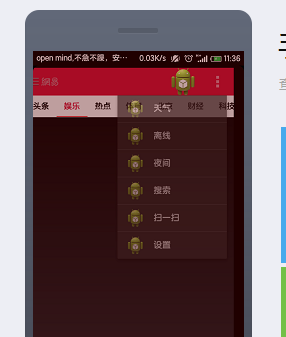 open mind,不急不躁，安… 0.03K/s 11:36
网易
头条 娱乐 热点 体育 财经 科技
天气
离线
夜间
搜索
扫一扫
设置